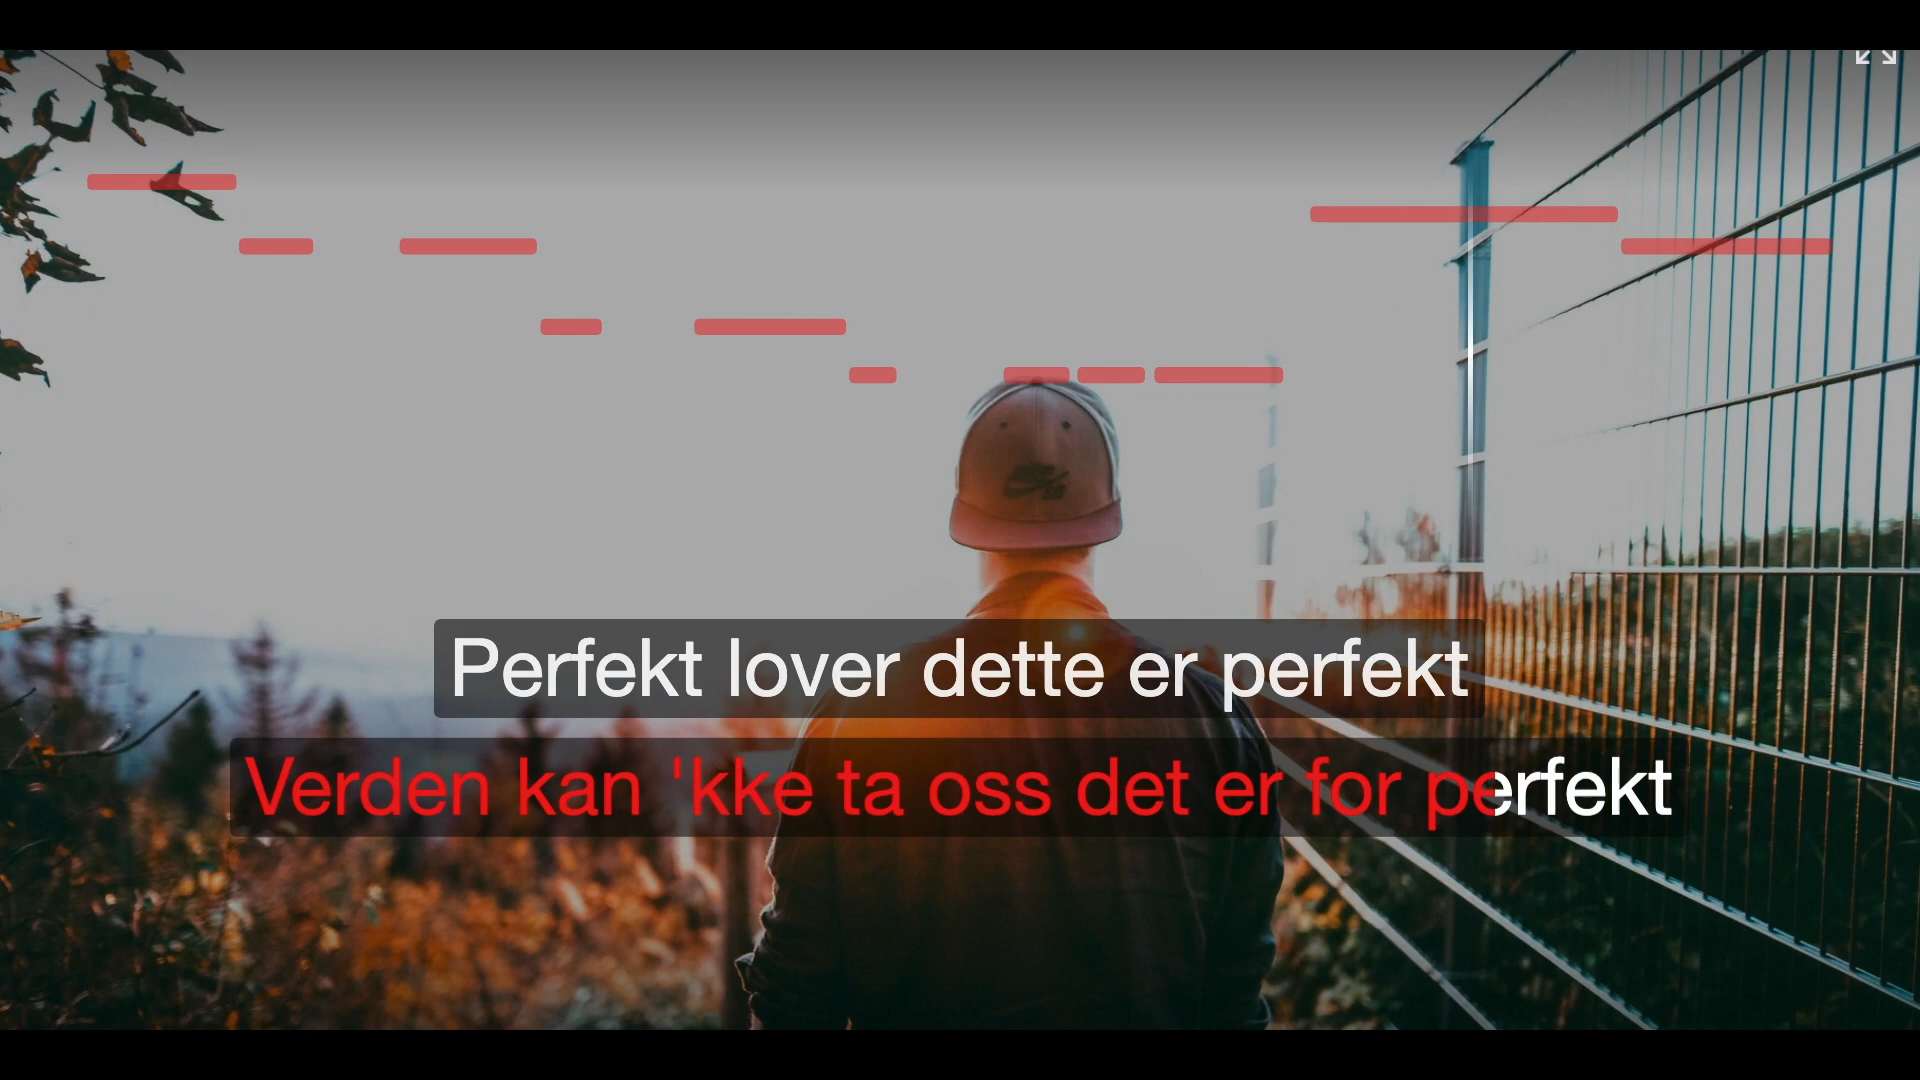 Perfekt lover dette er perfekt
Verden kan 'kke ta oss det er for perfekt